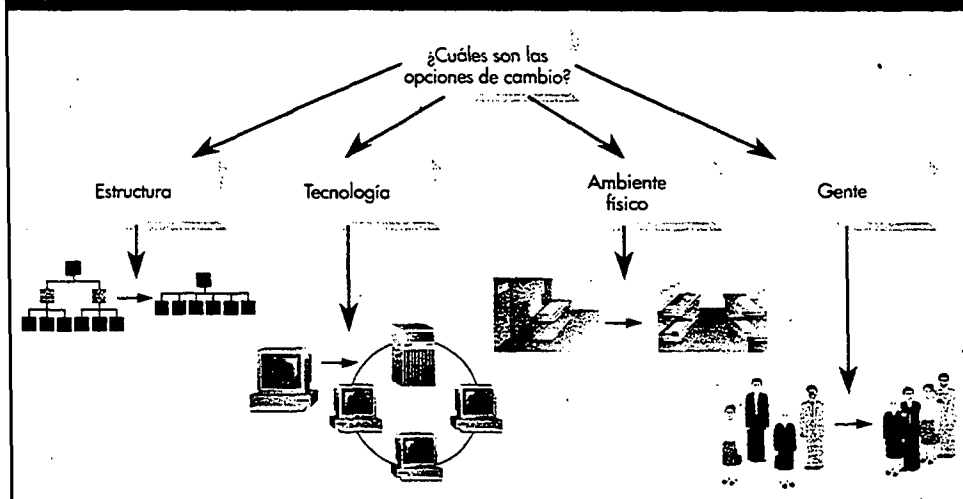 ¿Cuáles son las
opciones de cambio?
Estructura
Tecnología
Ambiente
físico
Gente